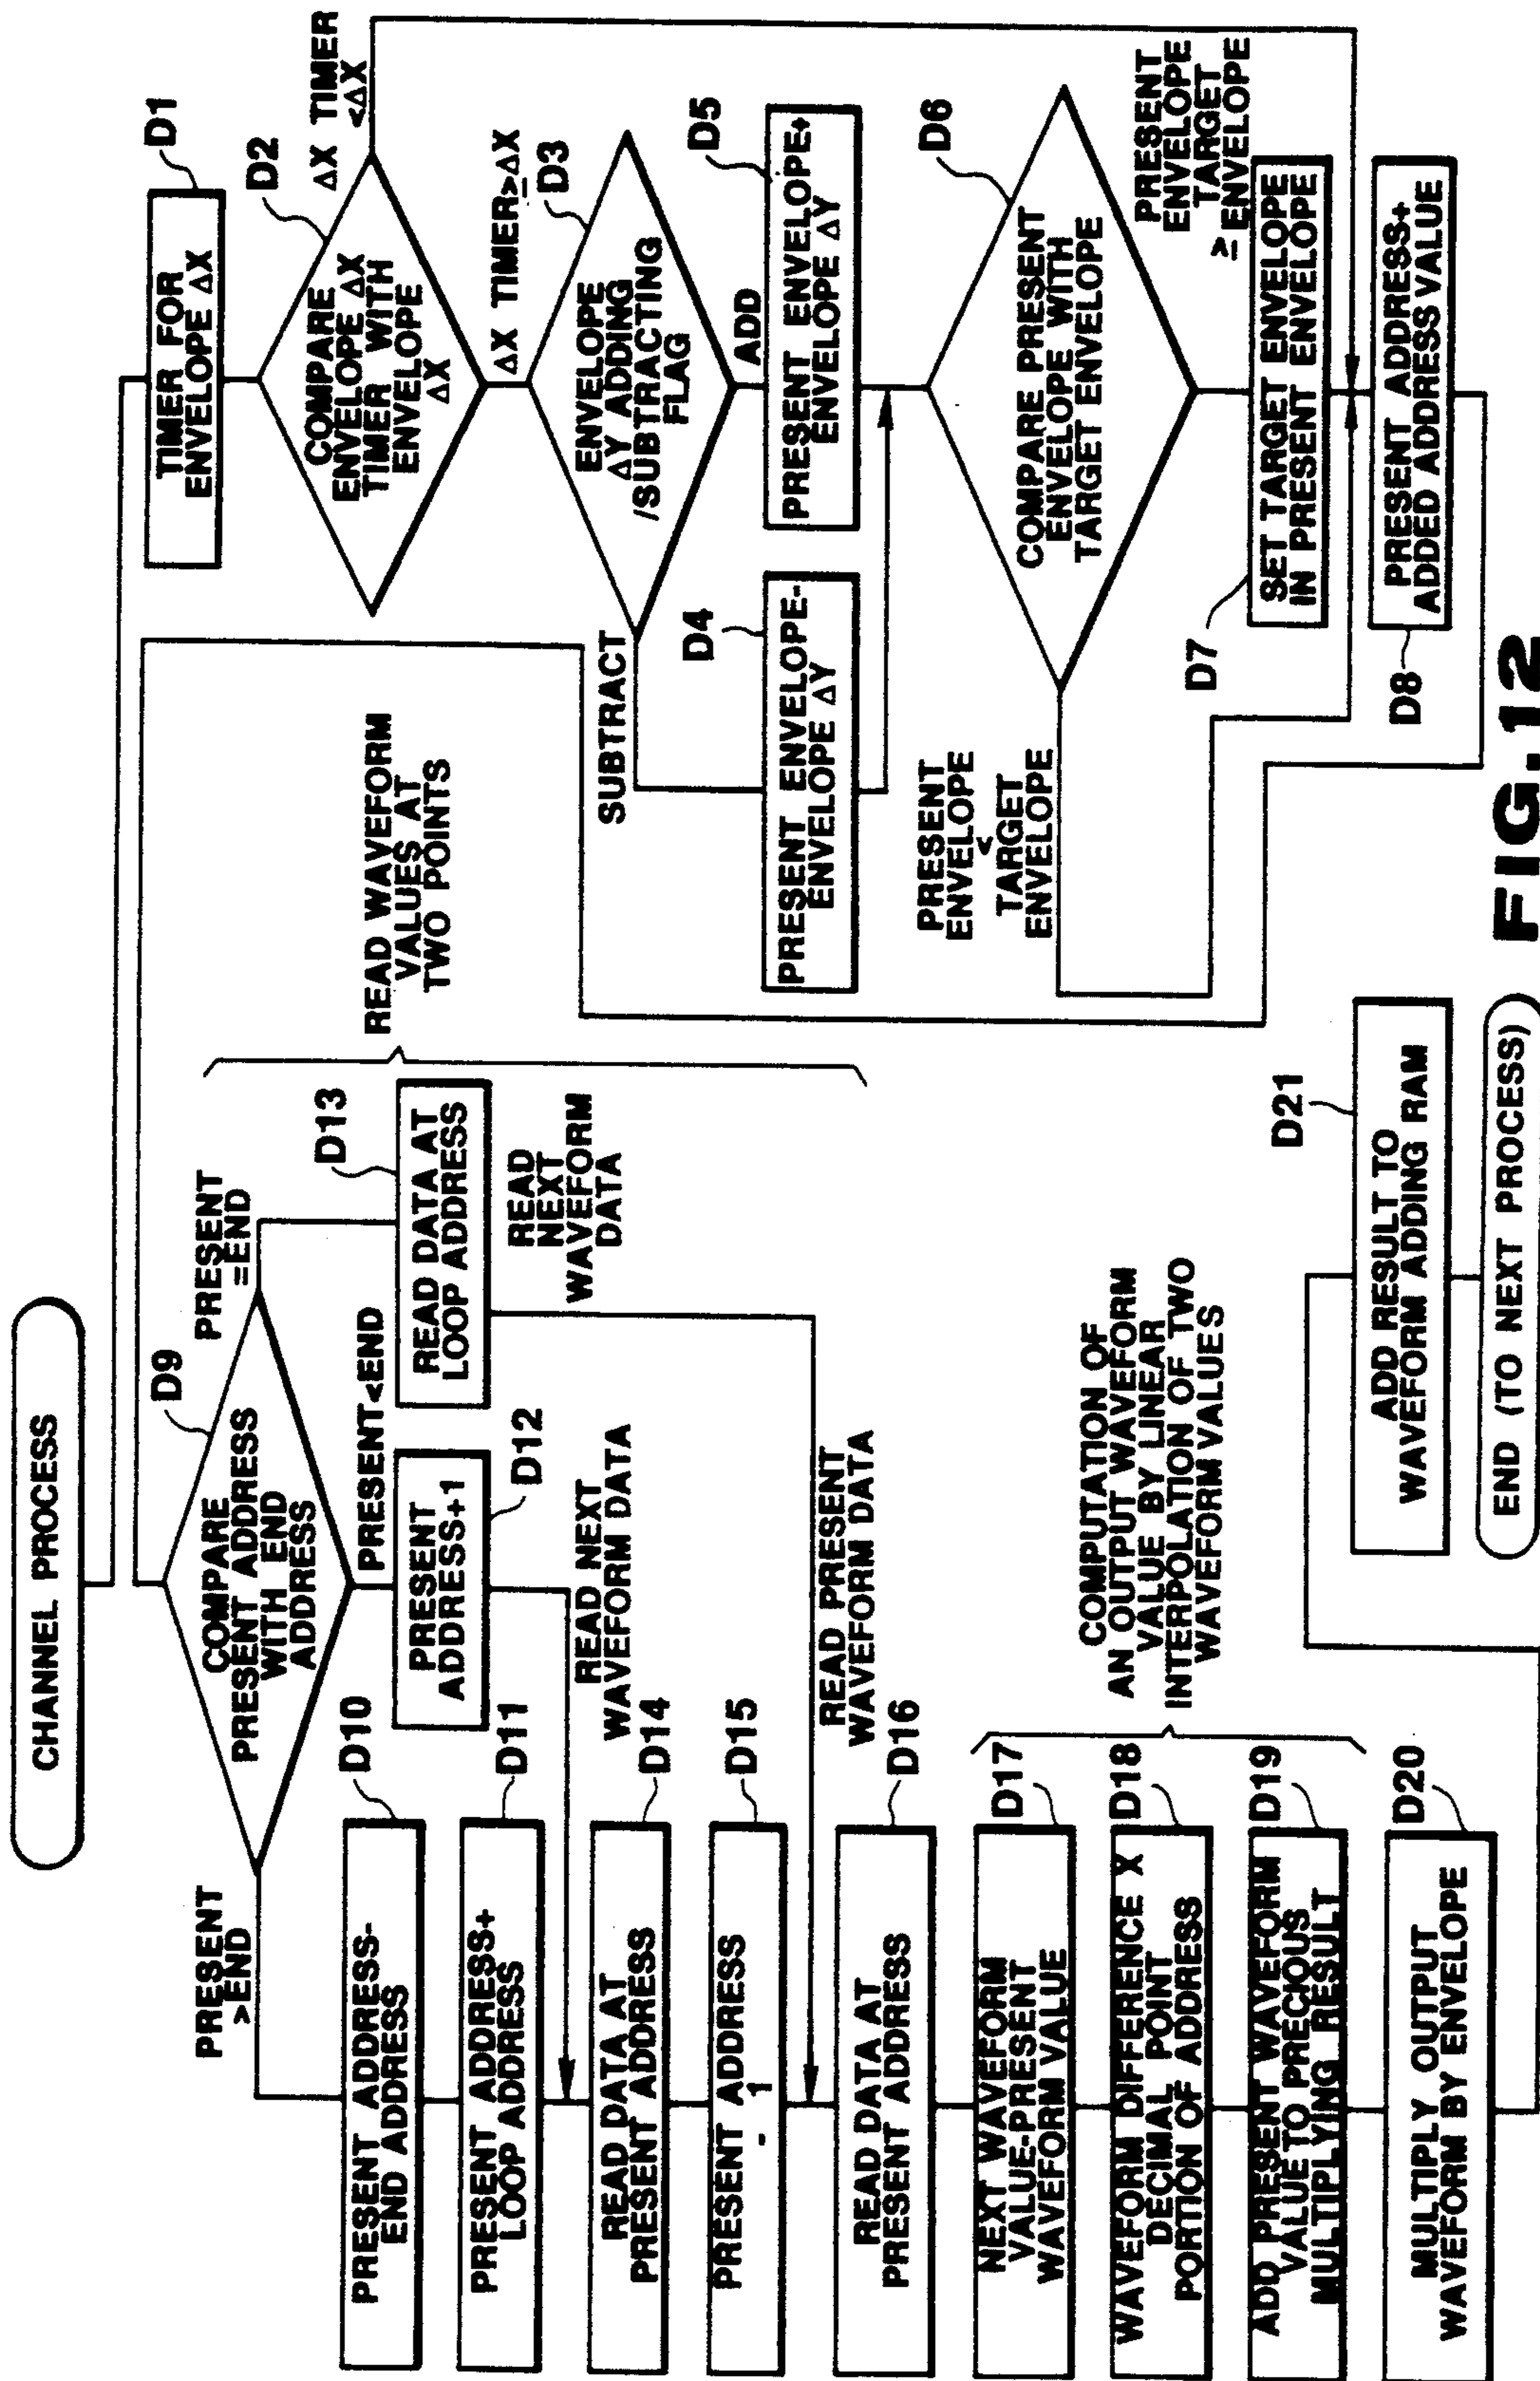 CHANNEL PROCESS
D1
TIMER FOR
ENVELOPE ΔX
D2
COMPARE
ENVELOPE ΔX
TIMER WITH
ENVELOPE
ΔX
ΔX TIMER
<ΔX
ΔX TIMER≥ΔX
D3
ENVELOPE
ΔY ADDING
/SUBTRACTING
FLAG
SUBTRACT
ADD
D4
PRESENT ENVELOPE-
ENVELOPE ΔY
D5
PRESENT ENVELOPE+
ENVELOPE ΔY
D6
COMPARE PRESENT
ENVELOPE WITH
TARGET ENVELOPE
PRESENT
ENVELOPE
<
TARGET
ENVELOPE
PRESENT
ENVELOPE
≥ TARGET
ENVELOPE
D7
SET TARGET ENVELOPE
IN PRESENT ENVELOPE
D8
PRESENT ADDRESS+
ADDED ADDRESS VALUE
D9
COMPARE
PRESENT ADDRESS
WITH END
ADDRESS
PRESENT
>END
PRESENT<END
PRESENT
=END
READ WAVEFORM
VALUES AT
TWO POINTS
D10
PRESENT ADDRESS-
END ADDRESS
D11
PRESENT ADDRESS+
LOOP ADDRESS
D12
PRESENT
ADDRESS+1
D13
READ DATA AT
LOOP ADDRESS
READ
NEXT
WAVEFORM
DATA
READ NEXT
WAVEFORM DATA
D14
READ DATA AT
PRESENT ADDRESS
D15
PRESENT ADDRESS
- 1
READ PRESENT
WAVEFORM DATA
D16
READ DATA AT
PRESENT ADDRESS
D17
NEXT WAVEFORM
VALUE-PRESENT
WAVEFORM VALUE
D18
WAVEFORM DIFFERENCE X
DECIMAL POINT
PORTION OF ADDRESS
D19
ADD PRESENT WAVEFORM
VALUE TO PRECIOUS
MULTIPLYING RESULT
COMPUTATION OF
AN OUTPUT WAVEFORM
VALUE BY LINEAR
INTERPOLATION OF TWO
WAVEFORM VALUES
D20
MULTIPLY OUTPUT
WAVEFORM BY ENVELOPE
D21
ADD RESULT TO
WAVEFORM ADDING RAM
END (TO NEXT PROCESS)
FIG.12